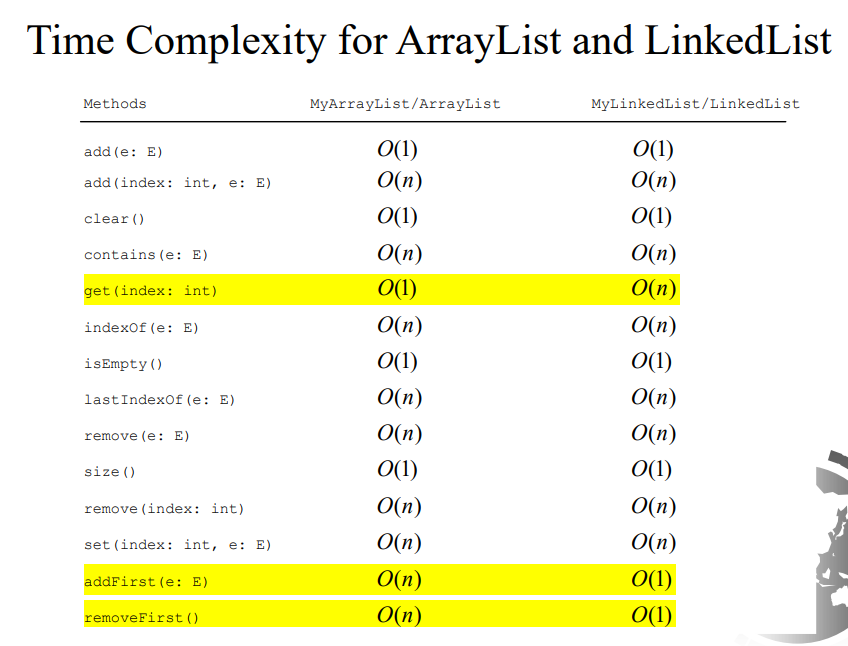 Time Complexity for ArrayList and LinkedList
Methods MyArrayList/ArrayList MyLinkedList/LinkedList
add(e: E) O(1) O(1)
add(index: int, e: E) O(n) O(n)
clear() O(1) O(1)
contains(e: E) O(n) O(n)
get(index: int) O(1) O(n)
indexOf(e: E) O(n) O(n)
isEmpty() O(1) O(1)
lastIndexOf(e: E) O(n) O(n)
remove(e: E) O(n) O(n)
size() O(1) O(1)
remove(index: int) O(n) O(n)
set(index: int, e: E) O(n) O(n)
addFirst(e: E) O(n) O(1)
removeFirst() O(n) O(1)